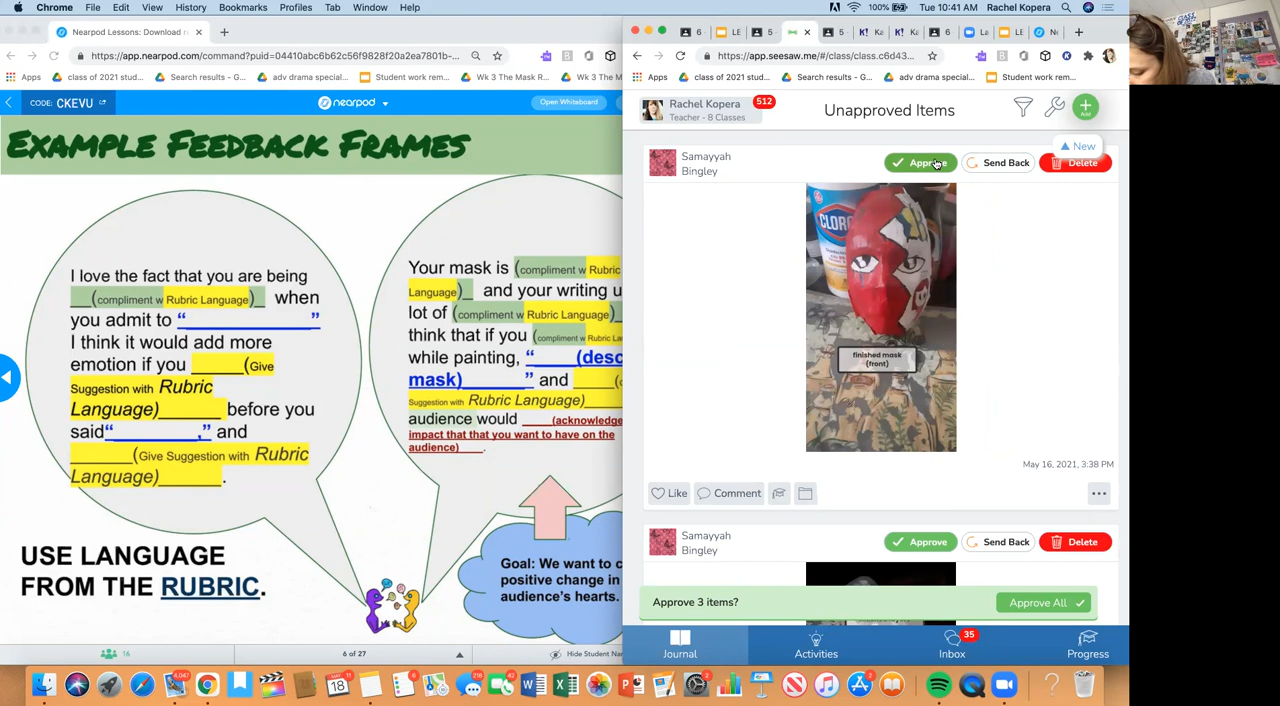 Chrome File Edit View History Bookmarks Profiles Tab Window Help
100% Tue 10:41 AM Rachel Kopera
Nearpod Lessons: Download r
https://app.nearpod.com/command?puid=04410abc6b62c56f9828f20a2ea7801b-...
Apps class of 2021 stud... Search results - G... adv drama special... Student work rem... Wk 3 The Mask R... Wk 3 The M
CODE: CKEVU
nearpod
Open Whiteboard
EXAMPLE FEEDBACK FRAMES
I love the fact that you are being
__(compliment w Rubric Language)_ when
you admit to “____________”
I think it would add more
emotion if you ______(Give
Suggestion with Rubric
Language)_______ before you
said“__________,” and
______(Give Suggestion with Rubric
Language)_______.
Your mask is (compliment w Rubric
Language)_ and your writing u
lot of (compliment w Rubric Language)
think that if you (compliment w Rubric La
while painting, “____(desc
mask)______” and
Suggestion with Rubric Language)
audience would ____(acknowledge
impact that that you want to have on the
audience)____.
USE LANGUAGE
FROM THE RUBRIC.
Goal: We want to c
positive change in
audience's hearts.
16
6 of 27
Hide Student Na
https://app.seesaw.me/#/class/class.c6d43...
Apps class of 2021 stud... Search results - G... adv drama special... Student work rem...
Rachel Kopera
Teacher - 8 Classes
512
Unapproved Items
Add
New
Samayyah
Bingley
Approve
Send Back
Delete
CLORO
finished mask
(front)
May 16, 2021, 3:38 PM
Like
Comment
Samayyah
Bingley
Approve
Send Back
Delete
Approve 3 items?
Approve All
Journal
Activities
Inbox
35
Progress
MAY
18